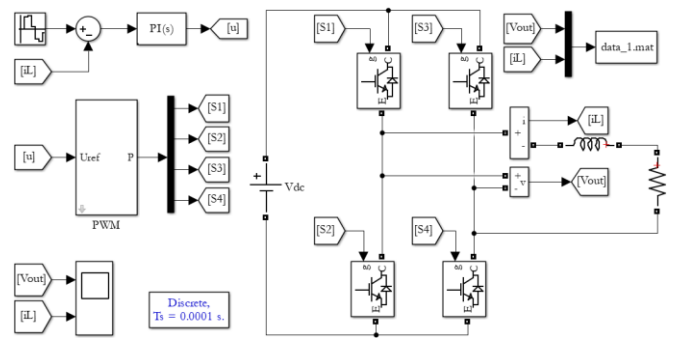 PI(s)
[u]
[iL]
[u]
Uref
P
PWM
[S1]
[S2]
[S3]
[S4]
[Vout]
[iL]
Discrete,
Ts = 0.0001 s.
+
Vdc
[S1]
g
C
E
[S3]
g
C
E
[S2]
g
C
E
[S4]
g
C
E
i
+
-
[iL]
+
v
-
[Vout]
[Vout]
[iL]
data_1.mat